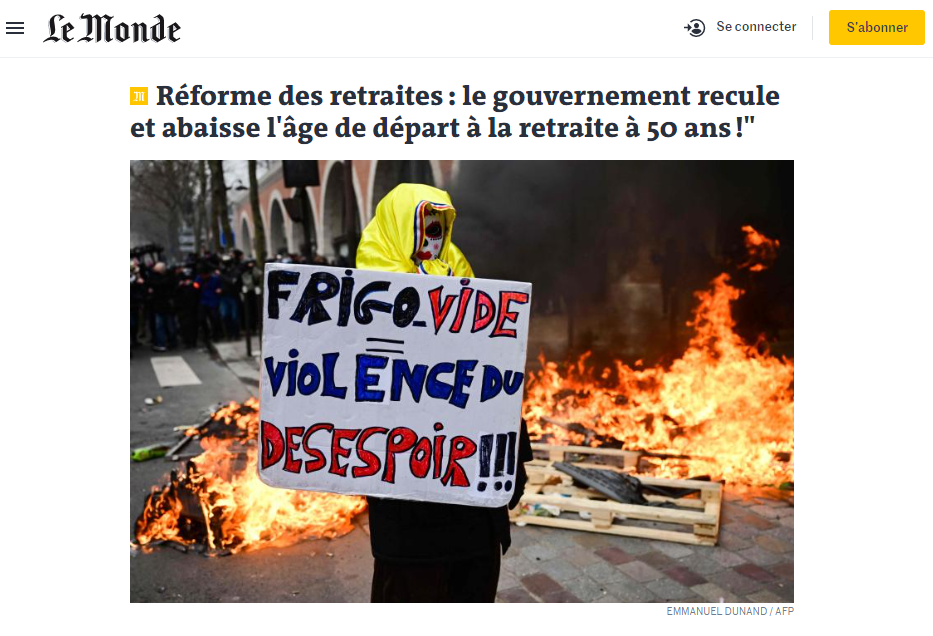 Le Monde
Se connecter
S'abonner
Réforme des retraites : le gouvernement recule
et abaisse l'âge de départ à la retraite à 50 ans !"
FRIGO_VIDE
=
VIOLENCE DU
DESESPOIR!!!
EMMANUEL DUNAND / AFP